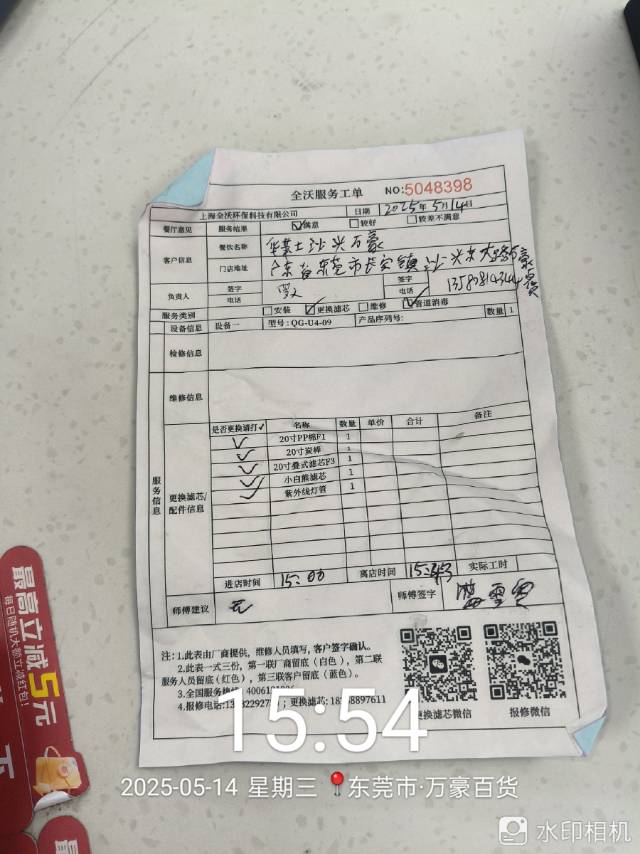 全沃服务工单 NO:5048398
上海全沃环保科技有限公司 日期 2025年5月14日
餐厅意见 服务结果 ☑满意 □较好 □较差不满意
客户信息 餐饮名称 华莱士沙头万豪
门店地址 广东省东莞市长安镇沙头
负责人 签字 电话 签字 电话
服务类别 □安装 ☑更换滤芯 □维修 ☑管道消毒
设备信息 设备一 型号:QG-U4-09 产品序列号: 数量 1
检修信息
维修信息
服务信息
更换滤芯/配件信息
是否更换请打✓ 名称 数量 单价 合计 备注
✓ 20寸PP棉F1 1
✓ 20寸炭棒 1
✓ 20寸叠式滤芯F3 1
✓ 小白熊滤芯 1
✓ 紫外线灯管 1
进店时间 15:00 离店时间 实际工时
师傅建议 无 师傅签字
注:1.此表由厂商提供,维修人员填写,客户签字确认。
2.此表一式三份,第一联厂商留底(白色),第二联
服务人员留底(红色),第三联客户留底(蓝色)。
3.全国服务
4.报修电话: ;更换滤芯:
更换滤芯微信 报修微信
最高立减5元
每日随机大额立减红包!
15:54
2025-05-14 星期三 东莞市·万豪百货
水印相机